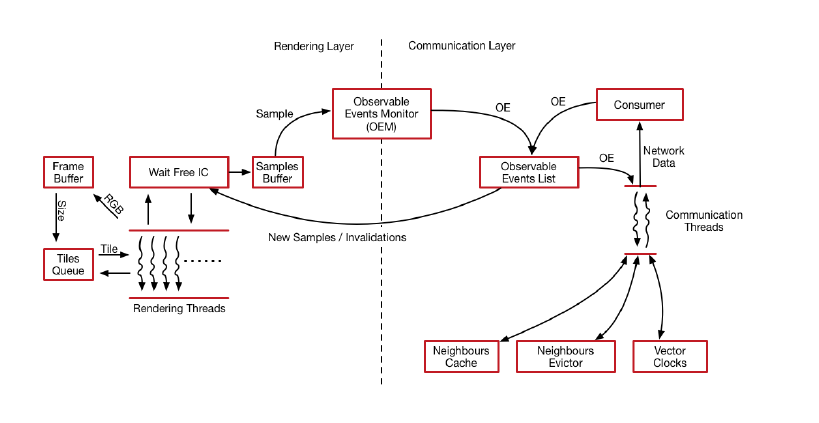 Rendering Layer
Communication Layer
Observable
Events Monitor
(OEM)
OE
OE
Consumer
Sample
Frame
Buffer
Wait Free IC
Samples
Buffer
Observable
Events List
OE
Network
Data
Size
RGB
Communication
Threads
New Samples / Invalidations
Tiles
Queue
Tile
Rendering Threads
Neighbours
Cache
Neighbours
Evictor
Vector
Clocks